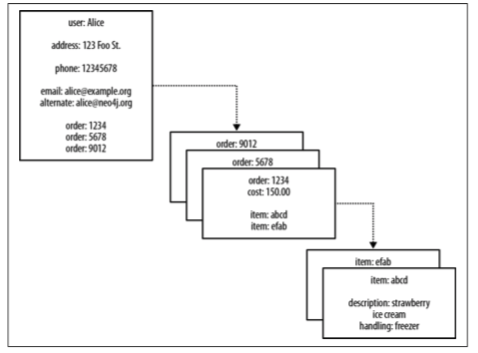 user: Alice
address: 123 Foo St.
phone: 12345678
email: alice@example.org
alternate: alice@neo4j.org
order: 1234
order: 5678
order: 9012
order: 9012
order: 5678
order: 1234
cost: 150.00
item: abcd
item: efab
item: efab
item: abcd
description: strawberry
ice cream
handling: freezer